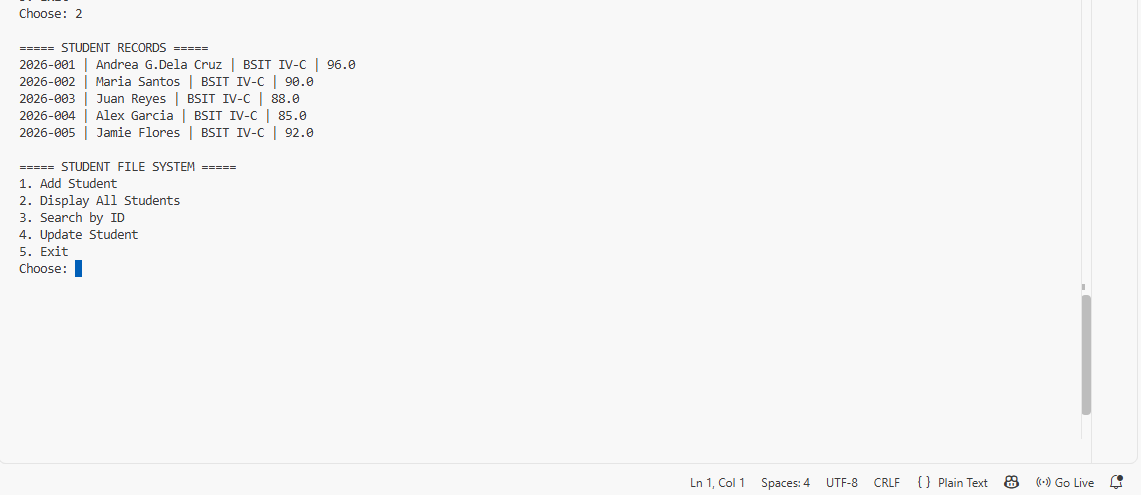 Choose: 2
===== STUDENT RECORDS =====
2026-001 | Andrea G.Dela Cruz | BSIT IV-C | 96.0
2026-002 | Maria Santos | BSIT IV-C | 90.0
2026-003 | Juan Reyes | BSIT IV-C | 88.0
2026-004 | Alex Garcia | BSIT IV-C | 85.0
2026-005 | Jamie Flores | BSIT IV-C | 92.0
===== STUDENT FILE SYSTEM =====
1. Add Student
2. Display All Students
3. Search by ID
4. Update Student
5. Exit
Choose:
Ln 1, Col 1 Spaces: 4 UTF-8 CRLF { } Plain Text Go Live